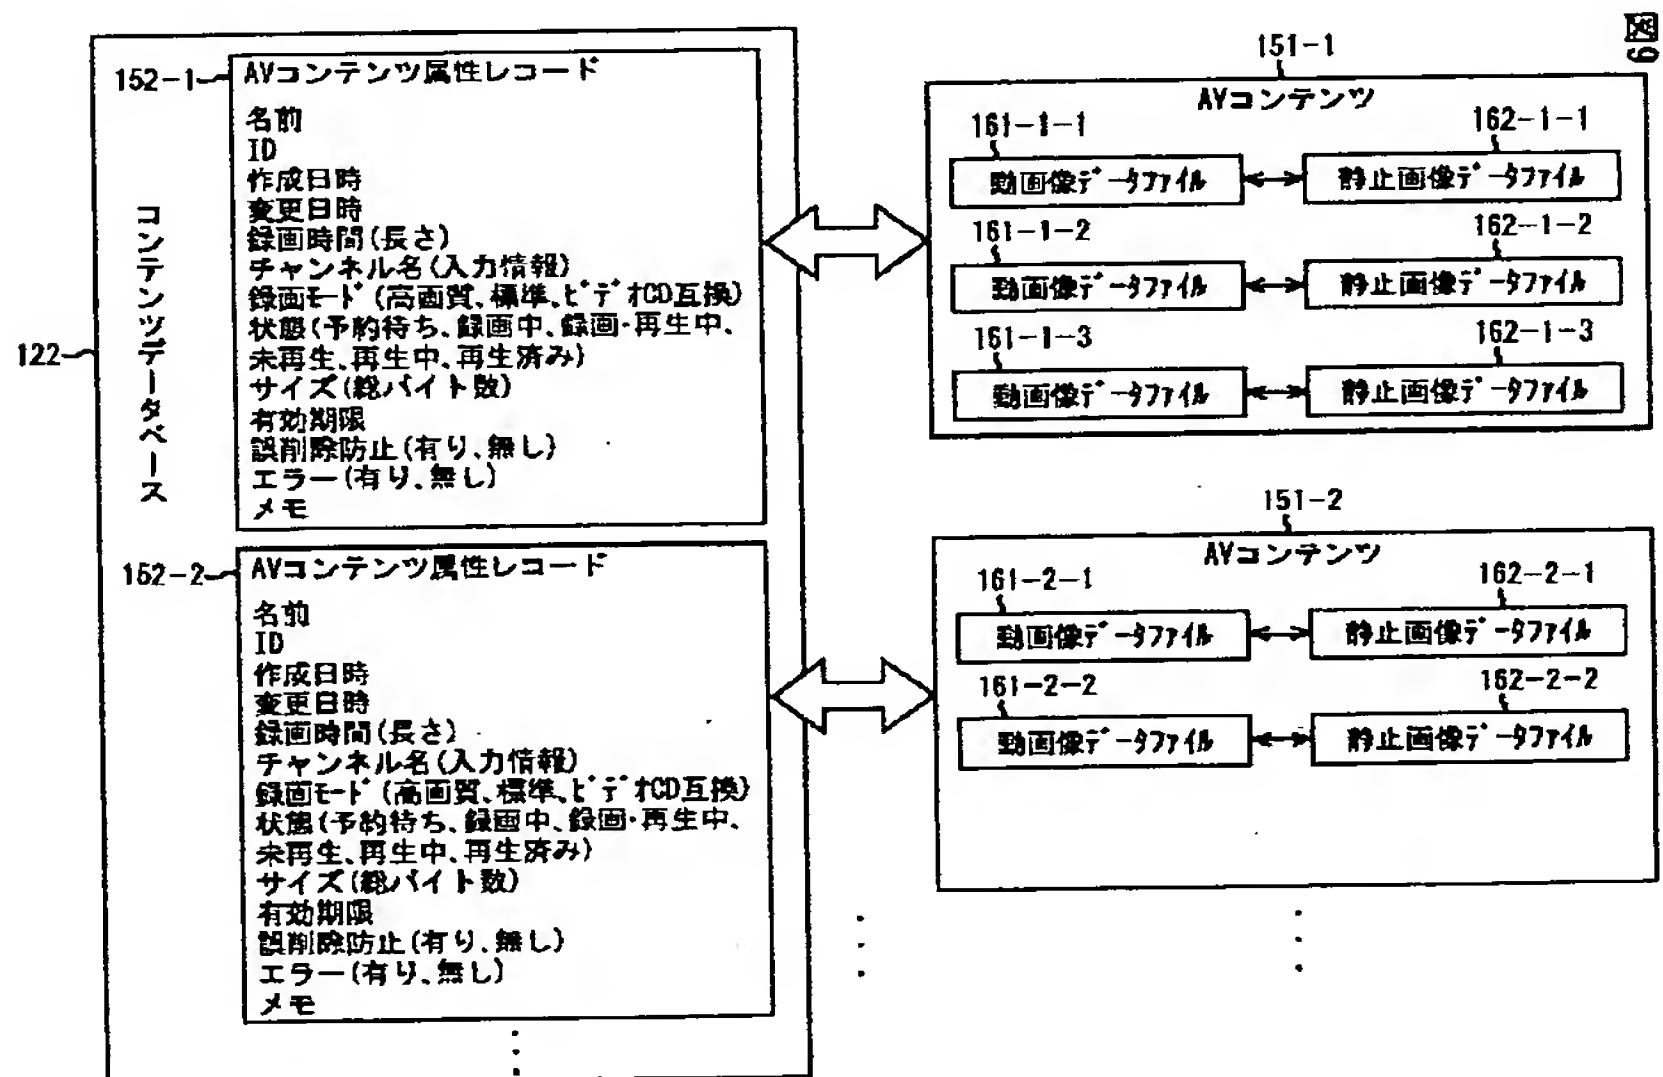 図
6
122
コンテンツデータベース
152-1
AVコンテンツ属性レコード
名前
ID
作成日時
変更日時
録画時間(長さ)
チャンネル名(入力情報)
録画モード(高画質、標準、ビデオCD互換)
状態(予約待ち、録画中、録画・再生中、
未再生、再生中、再生済み)
サイズ(総バイト数)
有効期限
誤削除防止(有り、無し)
エラー(有り、無し)
メモ
152-2
AVコンテンツ属性レコード
名前
ID
作成日時
変更日時
録画時間(長さ)
チャンネル名(入力情報)
録画モード(高画質、標準、ビデオCD互換)
状態(予約待ち、録画中、録画・再生中、
未再生、再生中、再生済み)
サイズ(総バイト数)
有効期限
誤削除防止(有り、無し)
エラー(有り、無し)
メモ
151-1
AVコンテンツ
161-1-1
162-1-1
動画像データファイル
静止画像データファイル
161-1-2
162-1-2
動画像データファイル
静止画像データファイル
161-1-3
162-1-3
動画像データファイル
静止画像データファイル
151-2
AVコンテンツ
161-2-1
162-2-1
動画像データファイル
静止画像データファイル
161-2-2
162-2-2
動画像データファイル
静止画像データファイル